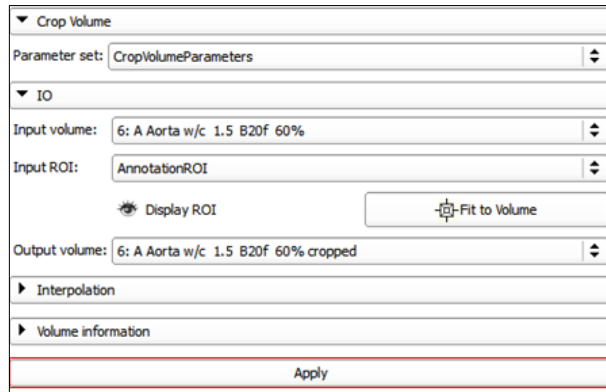 Crop Volume
Parameter set: CropVolumeParameters
IO
Input volume: 6: A Aorta w/c 1.5 B20f 60%
Input ROI: AnnotationROI
Display ROI Fit to Volume
Output volume: 6: A Aorta w/c 1.5 B20f 60% cropped
Interpolation
Volume information
Apply